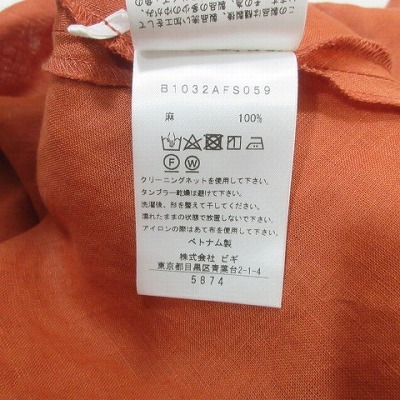 B1032AFS059
麻 100%
F W
クリーニングネットを使用して下さい。
タンブラー乾燥は避けて下さい。
洗濯後、形を整えて干してください。
濡れたままの状態で放置しないで下さい。
アイロンの際はあて布を使用して下さい。
ベトナム製
株式会社 ビギ
東京都目黒区青葉台2-1-4
5874